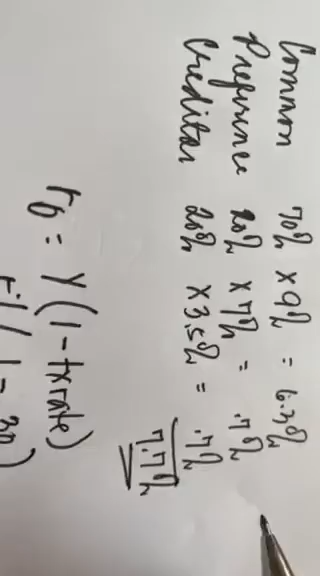 Common 70% x 9% = 6.3%
Preference 20% x 7% = .7%
Creditor 20% x 3.5% = .7%
7.7%
rD = Y (1 - tx rate)